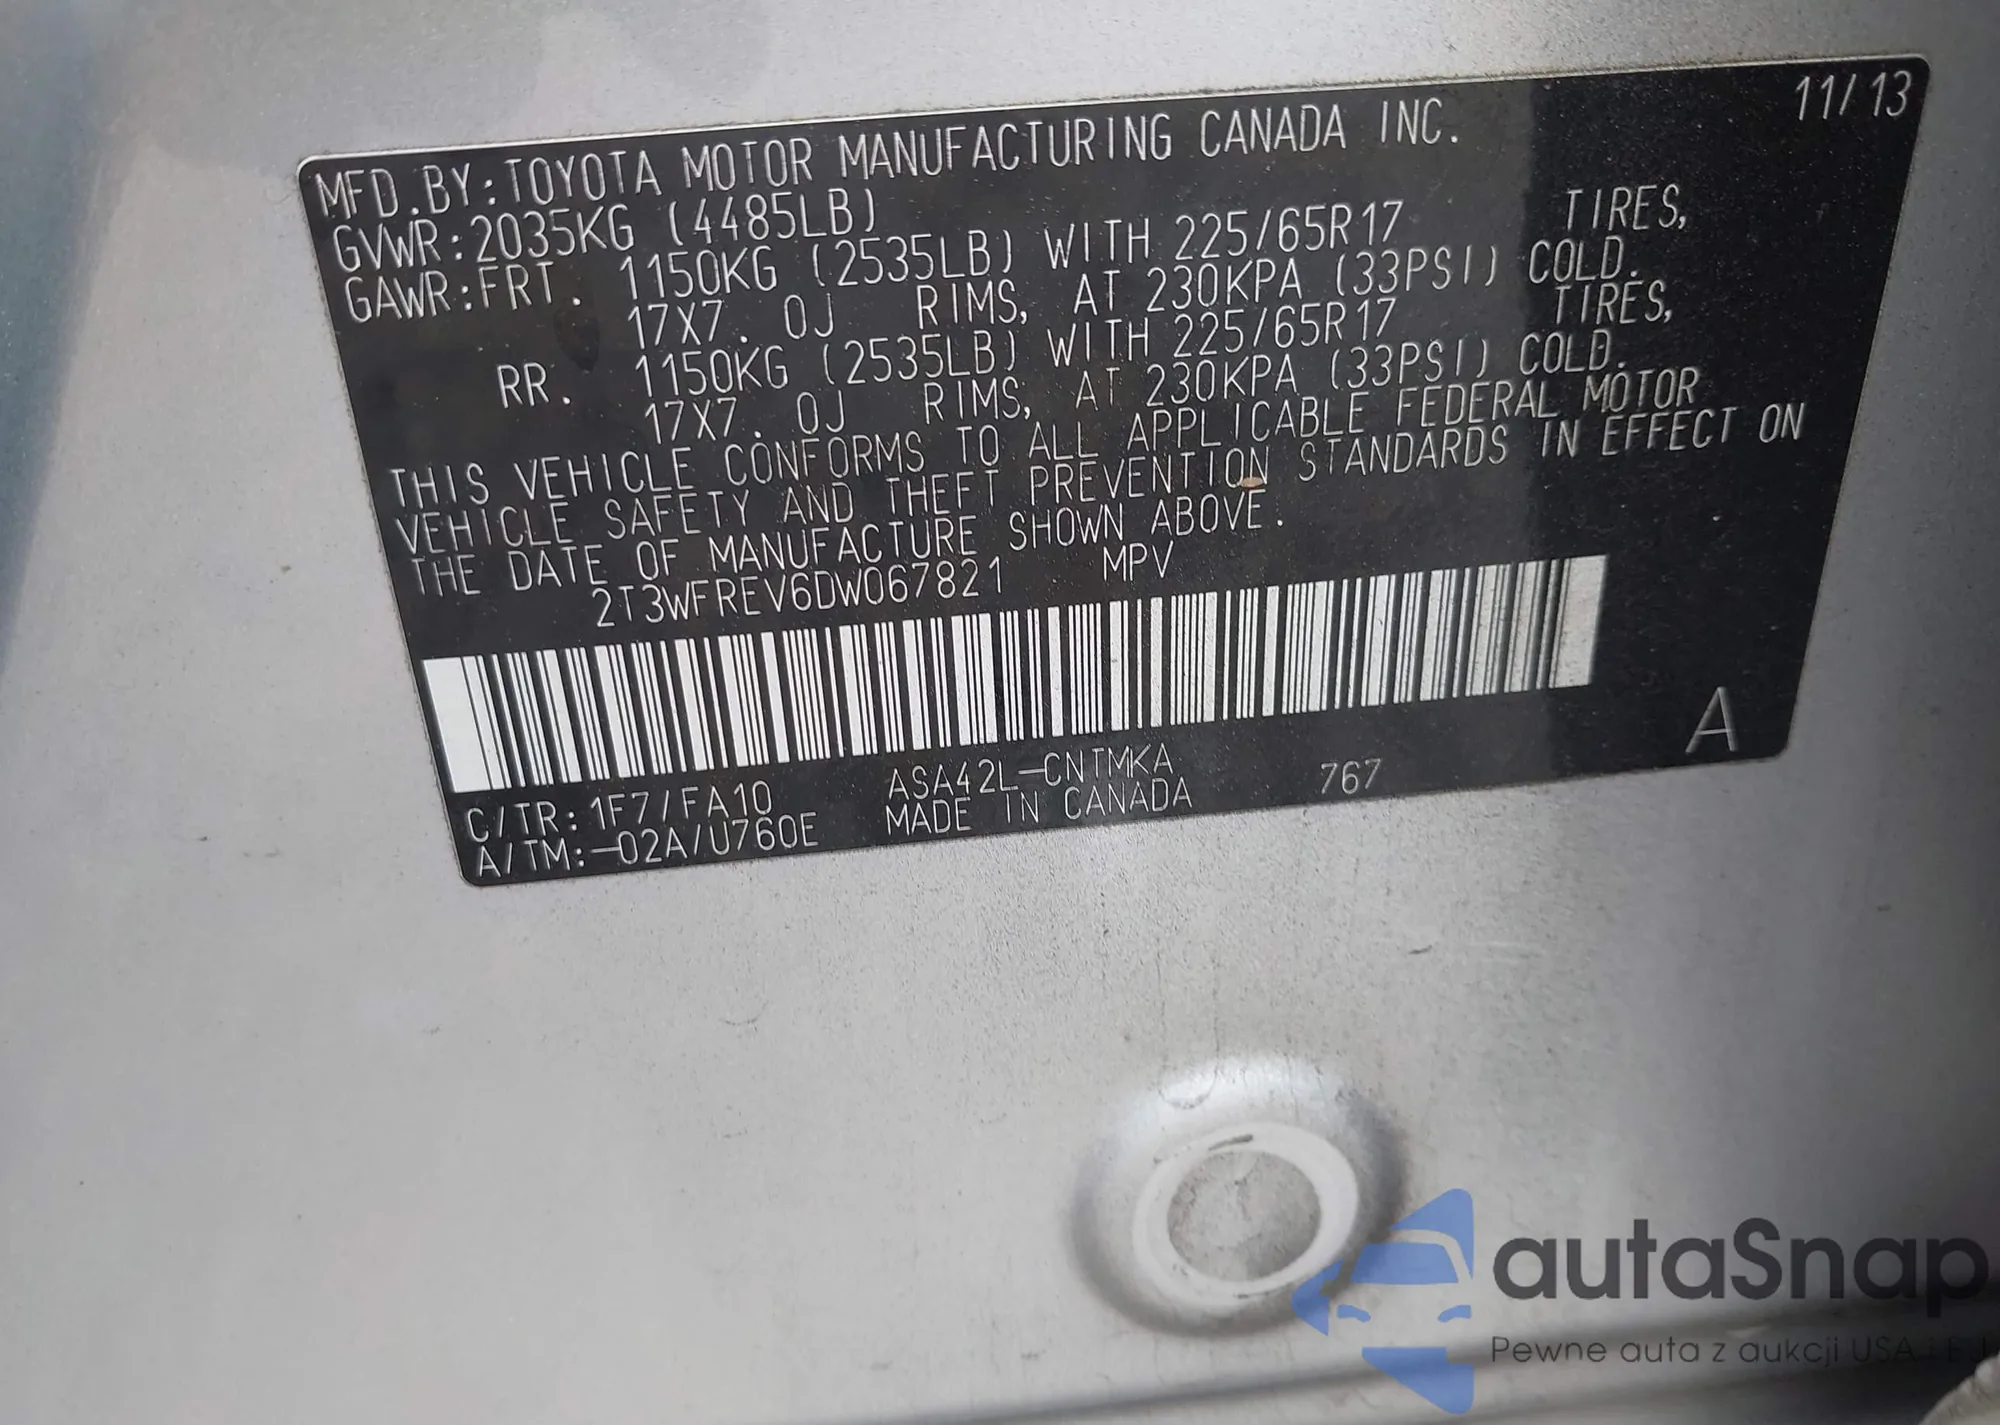 11/13
MFD.BY:TOYOTA MOTOR MANUFACTURING CANADA INC.
GVWR:2035KG (4485LB)
GAWR:FRT. 1150KG (2535LB) WITH 225/65R17 TIRES,
17X7.0J RIMS, AT 230KPA (33PSI) COLD.
RR. 1150KG (2535LB) WITH 225/65R17 TIRES,
17X7.0J RIMS, AT 230KPA (33PSI) COLD.
THIS VEHICLE CONFORMS TO ALL APPLICABLE FEDERAL MOTOR
VEHICLE SAFETY AND THEFT PREVENTION STANDARDS IN EFFECT ON
THE DATE OF MANUFACTURE SHOWN ABOVE.
2T3WFREV6DW067821 MPV
A
C/TR:1F7/FA10 ASA42L-CNTMKA 767
A/TM:-02A/U760E MADE IN CANADA
autaSnap
Pewne auta z aukcji USA i EU